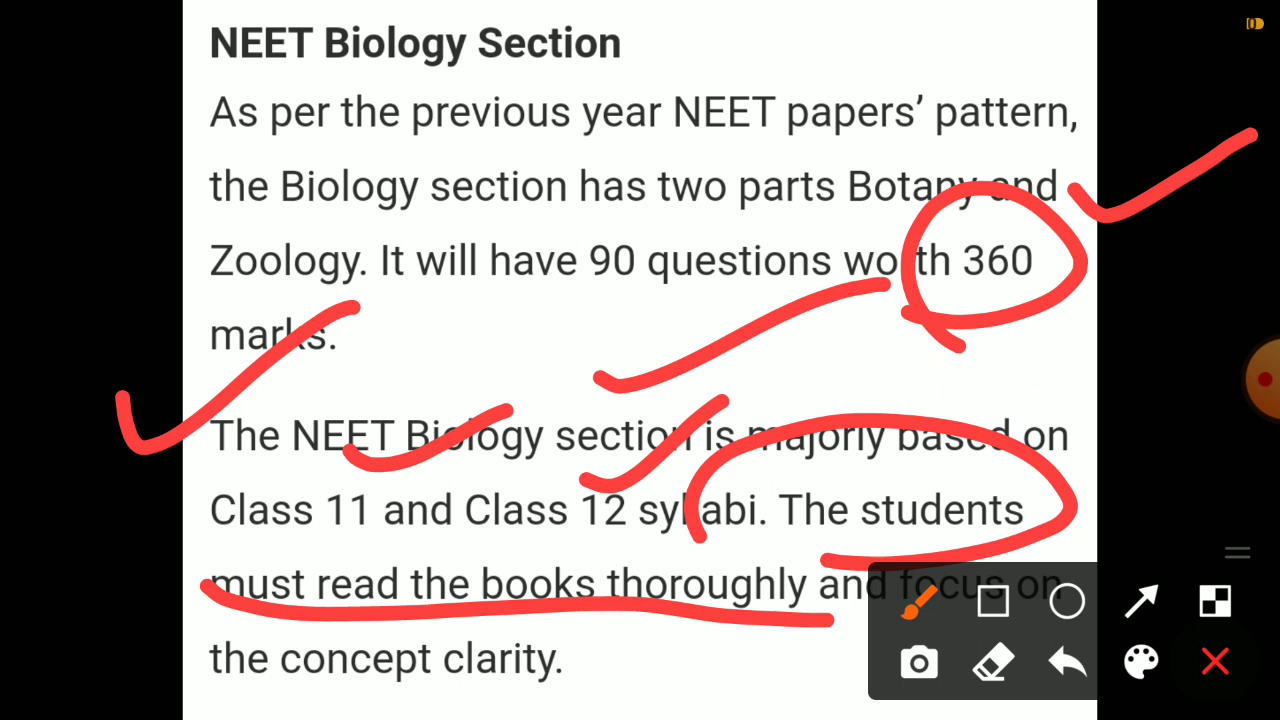 NEET Biology Section
As per the previous year NEET papers’ pattern,
the Biology section has two parts Botany and
Zoology. It will have 90 questions worth 360
marks.
The NEET Biology section is majorly based on
Class 11 and Class 12 syllabi. The students
must read the books thoroughly and focus on
the concept clarity.